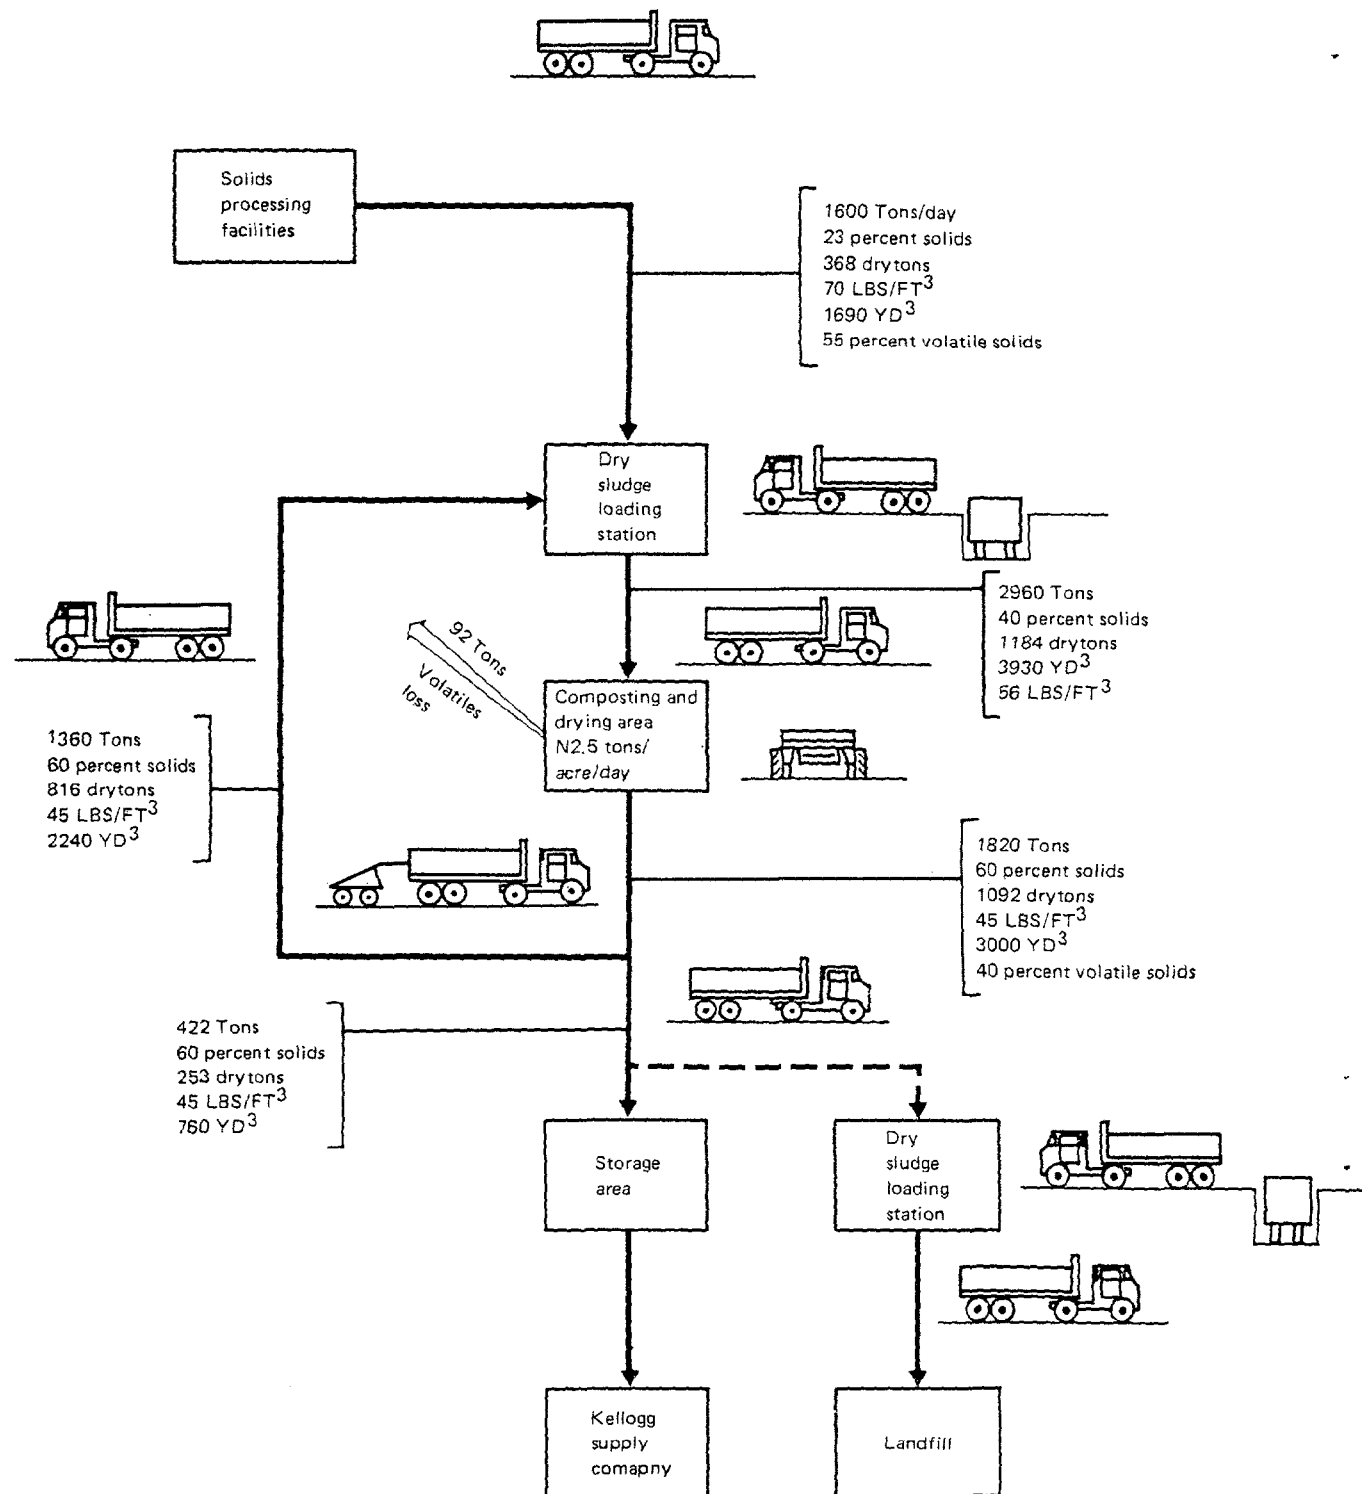 Solids
processing
facilities
1600 Tons/day
23 percent solids
368 drytons
70 LBS/FT3
1690 YD3
55 percent volatile solids
Dry
sludge
loading
station
2960 Tons
40 percent solids
1184 drytons
3930 YD3
56 LBS/FT3
92 Tons
Volatiles
loss
Composting and
drying area
N2.5 tons/
acre/day
1360 Tons
60 percent solids
816 drytons
45 LBS/FT3
2240 YD3
1820 Tons
60 percent solids
1092 drytons
45 LBS/FT3
3000 YD3
40 percent volatile solids
422 Tons
60 percent solids
253 drytons
45 LBS/FT3
760 YD3
Storage
area
Dry
sludge
loading
station
Kellogg
supply
comapny
Landfill